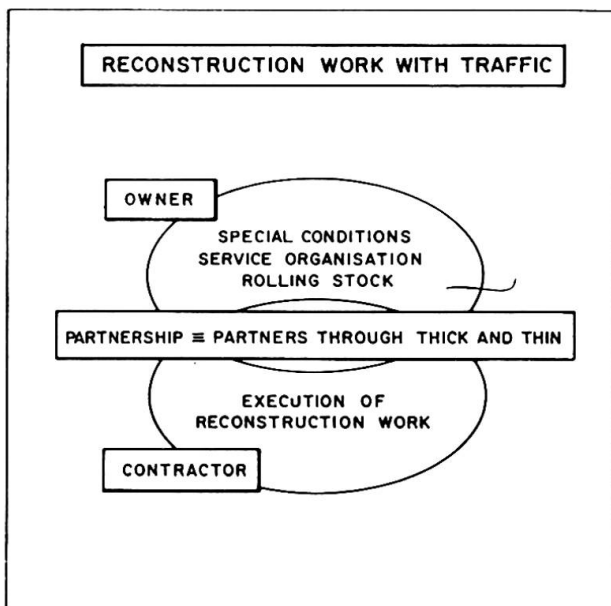 RECONSTRUCTION WORK WITH TRAFFIC
OWNER
SPECIAL CONDITIONS
SERVICE ORGANISATION
ROLLING STOCK
PARTNERSHIP ≡ PARTNERS THROUGH THICK AND THIN
EXECUTION OF
RECONSTRUCTION WORK
CONTRACTOR